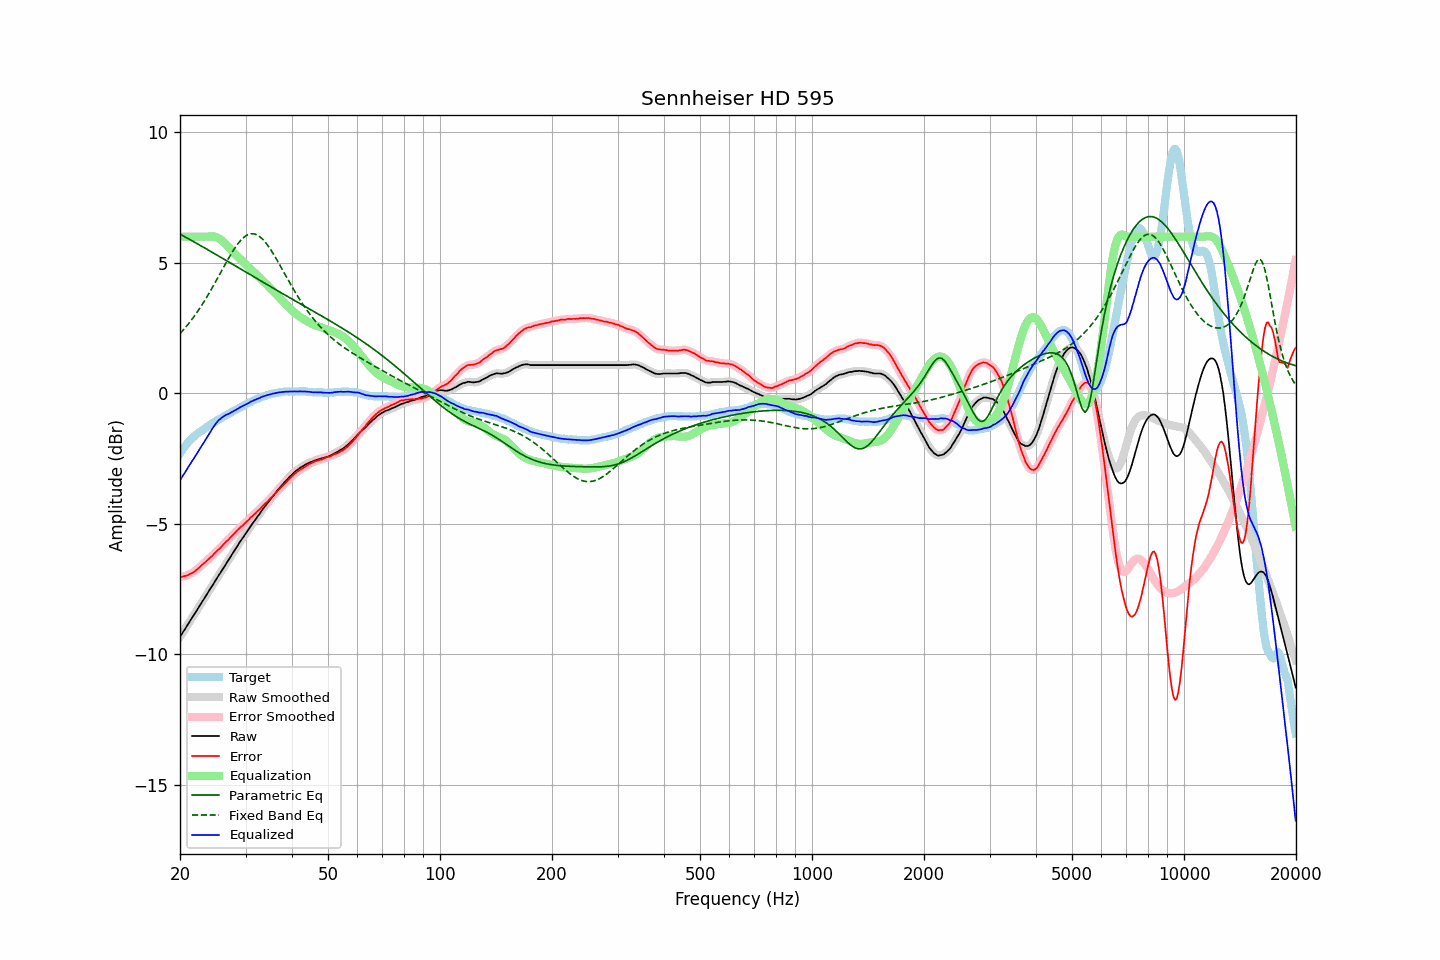 Sennheiser HD 595
Amplitude (dBr)
10
5
0
−5
−10
−15
Target
Raw Smoothed
Error Smoothed
Raw
Error
Equalization
Parametric Eq
Fixed Band Eq
Equalized
20 50 100 200 500 1000 2000 5000 10000 20000
Frequency (Hz)